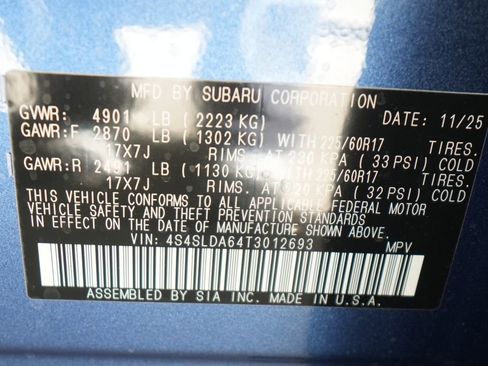 MFD BY SUBARU CORPORATION
GVWR: 4901 LB (2223 KG) DATE: 11/25
GAWR:F 2870 LB (1302 KG) WITH 225/60R17 TIRES.
17X7J RIMS. AT 230 KPA (33 PSI) COLD
GAWR:R 2491 LB (1130 KG) WITH 225/60R17 TIRES.
17X7J RIMS. AT 220 KPA (32 PSI) COLD
THIS VEHICLE CONFORMS TO ALL APPLICABLE FEDERAL MOTOR
VEHICLE SAFETY AND THEFT PREVENTION STANDARDS
IN EFFECT ON THE DATE OF MANUFACTURE SHOWN ABOVE.
VIN: 4S4SLDA64T3012693 MPV
ASSEMBLED BY SIA INC. MADE IN U.S.A.